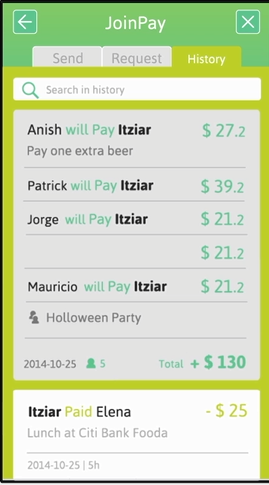 JoinPay
Send Request History
Search in history
Anish will Pay Itziar $ 27.2
Pay one extra beer
Patrick will Pay Itziar $ 39.2
Jorge will Pay Itziar $ 21.2
$ 21.2
Mauricio will Pay Itziar $ 21.2
Holloween Party
2014-10-25 5 Total + $ 130
Itziar Paid Elena - $ 25
Lunch at Citi Bank Fooda
2014-10-25 | 5h